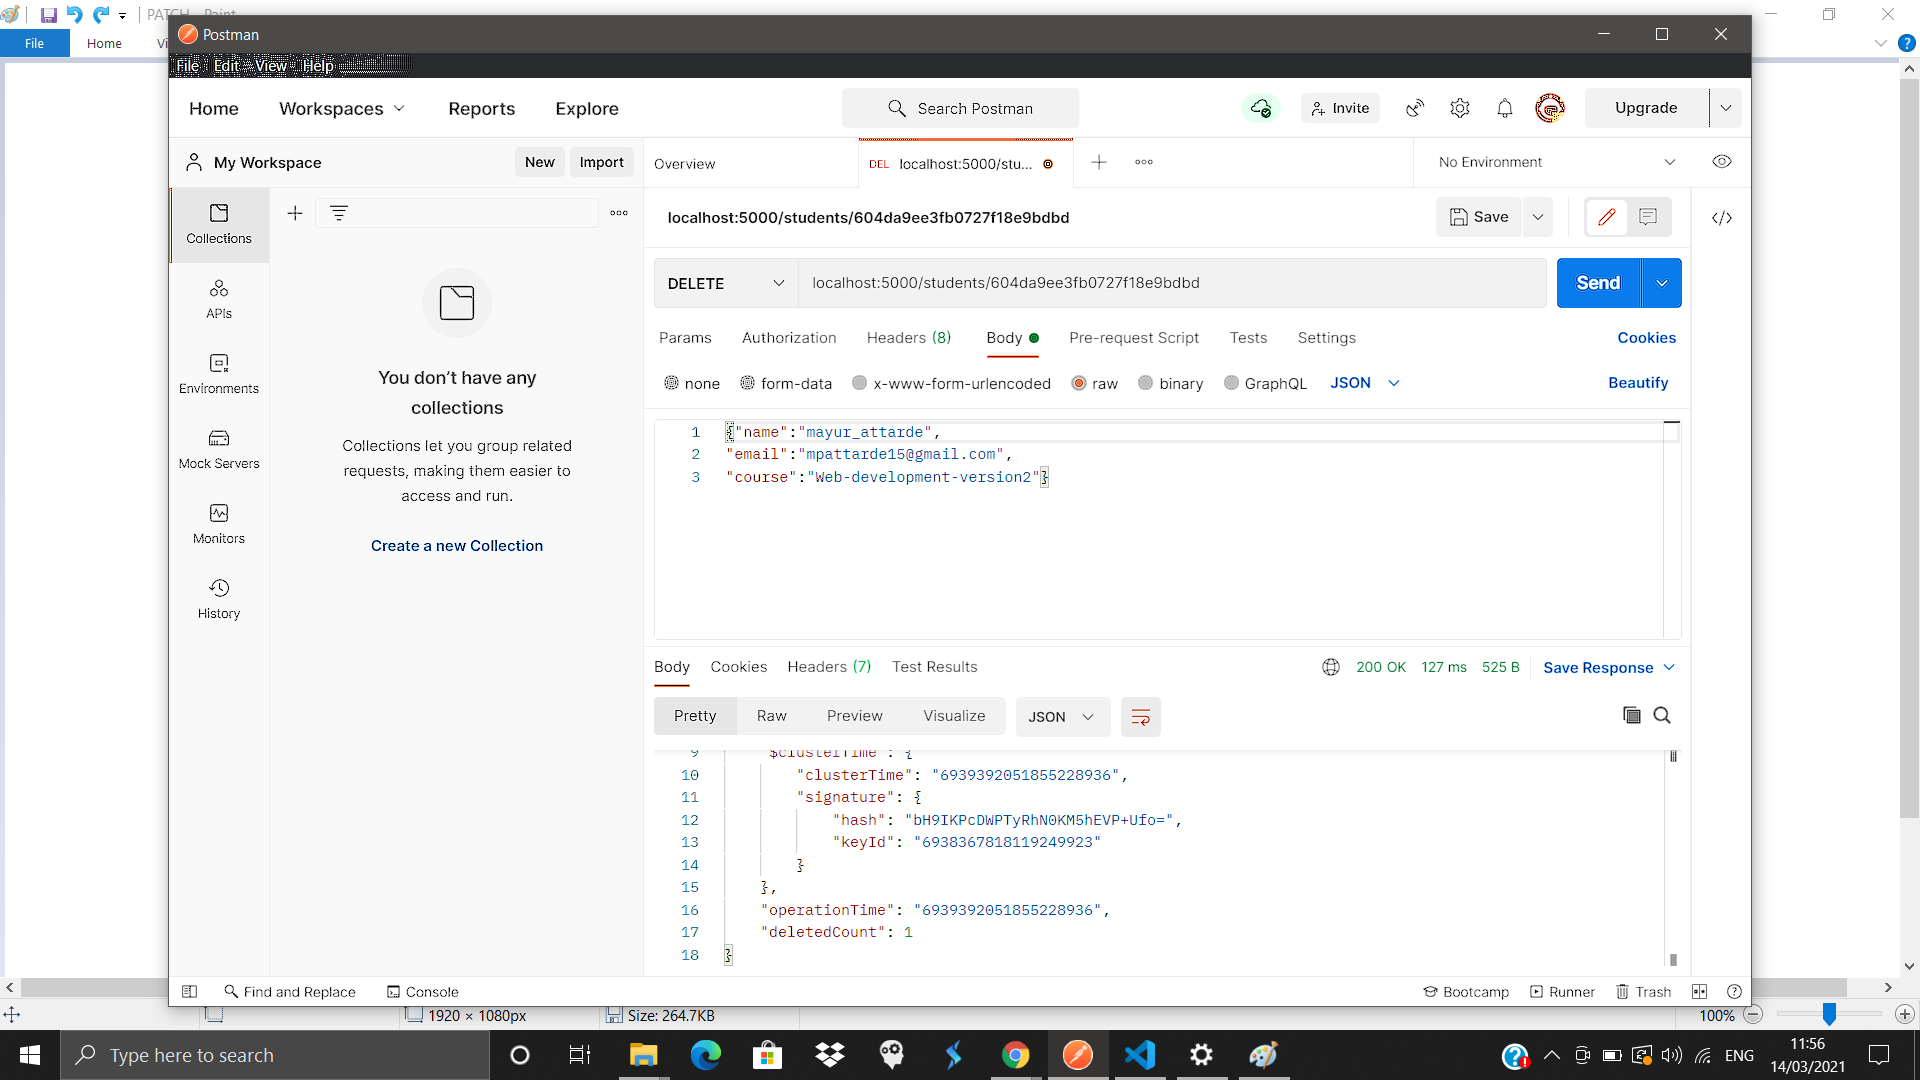 PATCH - Paint
File Home Vi
Postman
File Edit View Help
Home Workspaces Reports Explore Search Postman Invite Upgrade
My Workspace New Import Overview DEL localhost:5000/stu... No Environment
localhost:5000/students/604da9ee3fb0727f18e9bdbd Save
Collections
APIs
Environments
Mock Servers
Monitors
History
You don't have any
collections
Collections let you group related
requests, making them easier to
access and run.
Create a new Collection
DELETE localhost:5000/students/604da9ee3fb0727f18e9bdbd Send
Params Authorization Headers (8) Body Pre-request Script Tests Settings Cookies
none form-data x-www-form-urlencoded raw binary GraphQL JSON Beautify
1 {"name":"mayur_attarde",
2 "email":"mpattarde15@gmail.com",
3 "course":"Web-development-version2"}
Body Cookies Headers (7) Test Results 200 OK 127 ms 525 B Save Response
Pretty Raw Preview Visualize JSON
9 $clusterTime : {
10 "clusterTime": "6939392051855228936",
11 "signature": {
12 "hash": "bH9IKPcDWPTyRhN0KM5hEVP+Ufo=",
13 "keyId": "6938367818119249923"
14 }
15 },
16 "operationTime": "6939392051855228936",
17 "deletedCount": 1
18 }
Find and Replace Console Bootcamp Runner Trash
1920 × 1080px Size: 264.7KB 100%
Type here to search ENG 11:56
14/03/2021